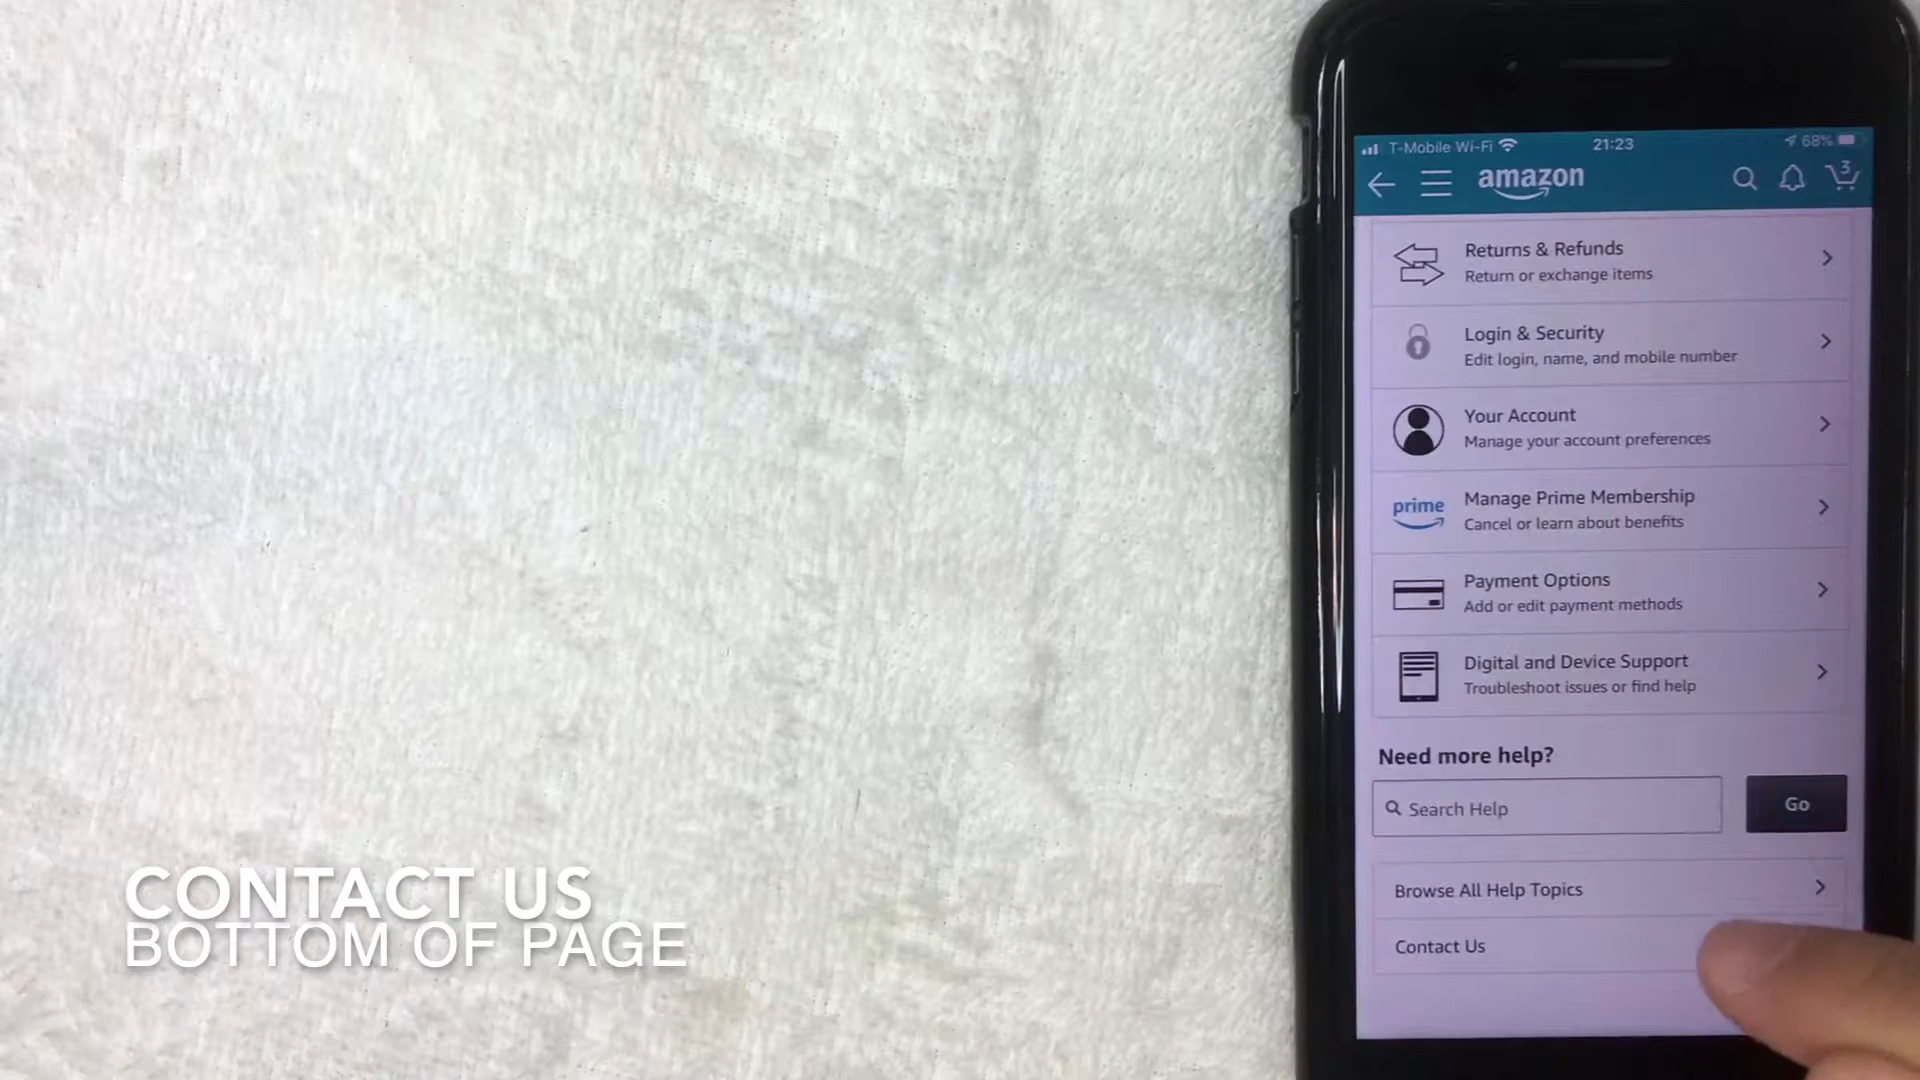 T-Mobile Wi-Fi 21:23 68%
amazon 3
Returns & Refunds
Return or exchange items
Login & Security
Edit login, name, and mobile number
Your Account
Manage your account preferences
prime
Manage Prime Membership
Cancel or learn about benefits
Payment Options
Add or edit payment methods
Digital and Device Support
Troubleshoot issues or find help
Need more help?
Search Help
Go
Browse All Help Topics
Contact Us
CONTACT US
BOTTOM OF PAGE